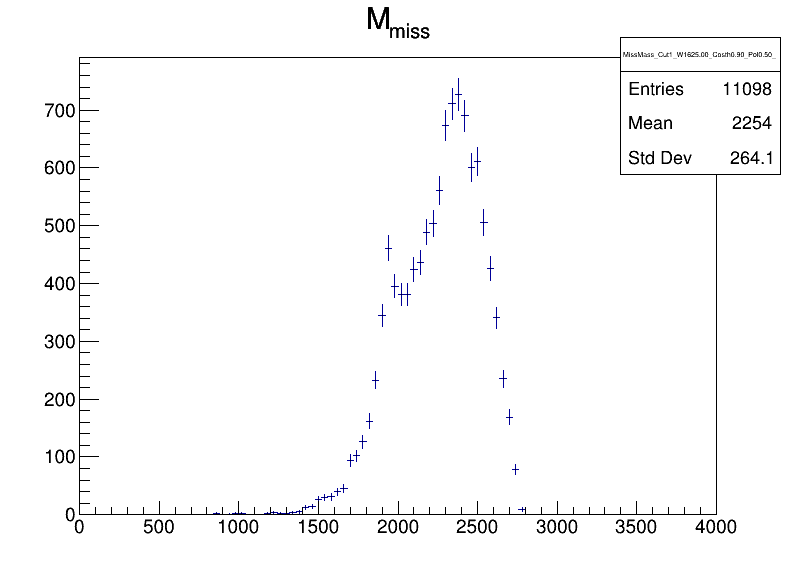 M_miss
MissMass_Cut1_W1625.00_Costh0.90_Pol0.50_
Entries 11098
Mean 2254
Std Dev 264.1
700
600
500
400
300
200
100
0
0 500 1000 1500 2000 2500 3000 3500 4000